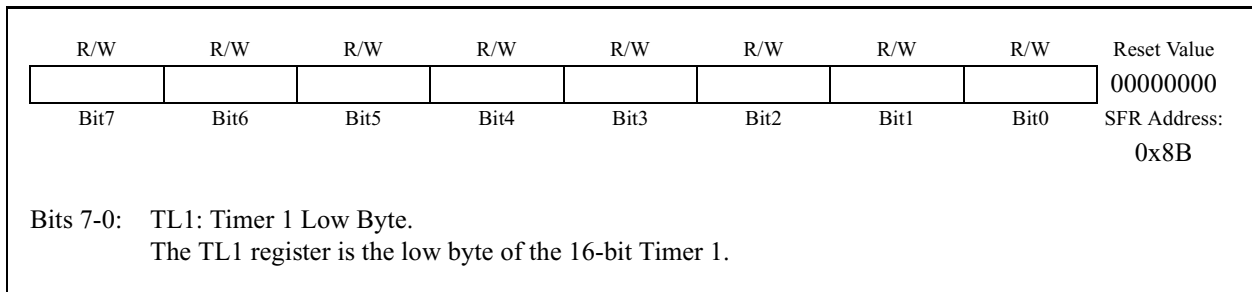 R/W R/W R/W R/W R/W R/W R/W R/W Reset Value
00000000
Bit7 Bit6 Bit5 Bit4 Bit3 Bit2 Bit1 Bit0 SFR Address:
0x8B
Bits 7-0: TL1: Timer 1 Low Byte.
The TL1 register is the low byte of the 16-bit Timer 1.